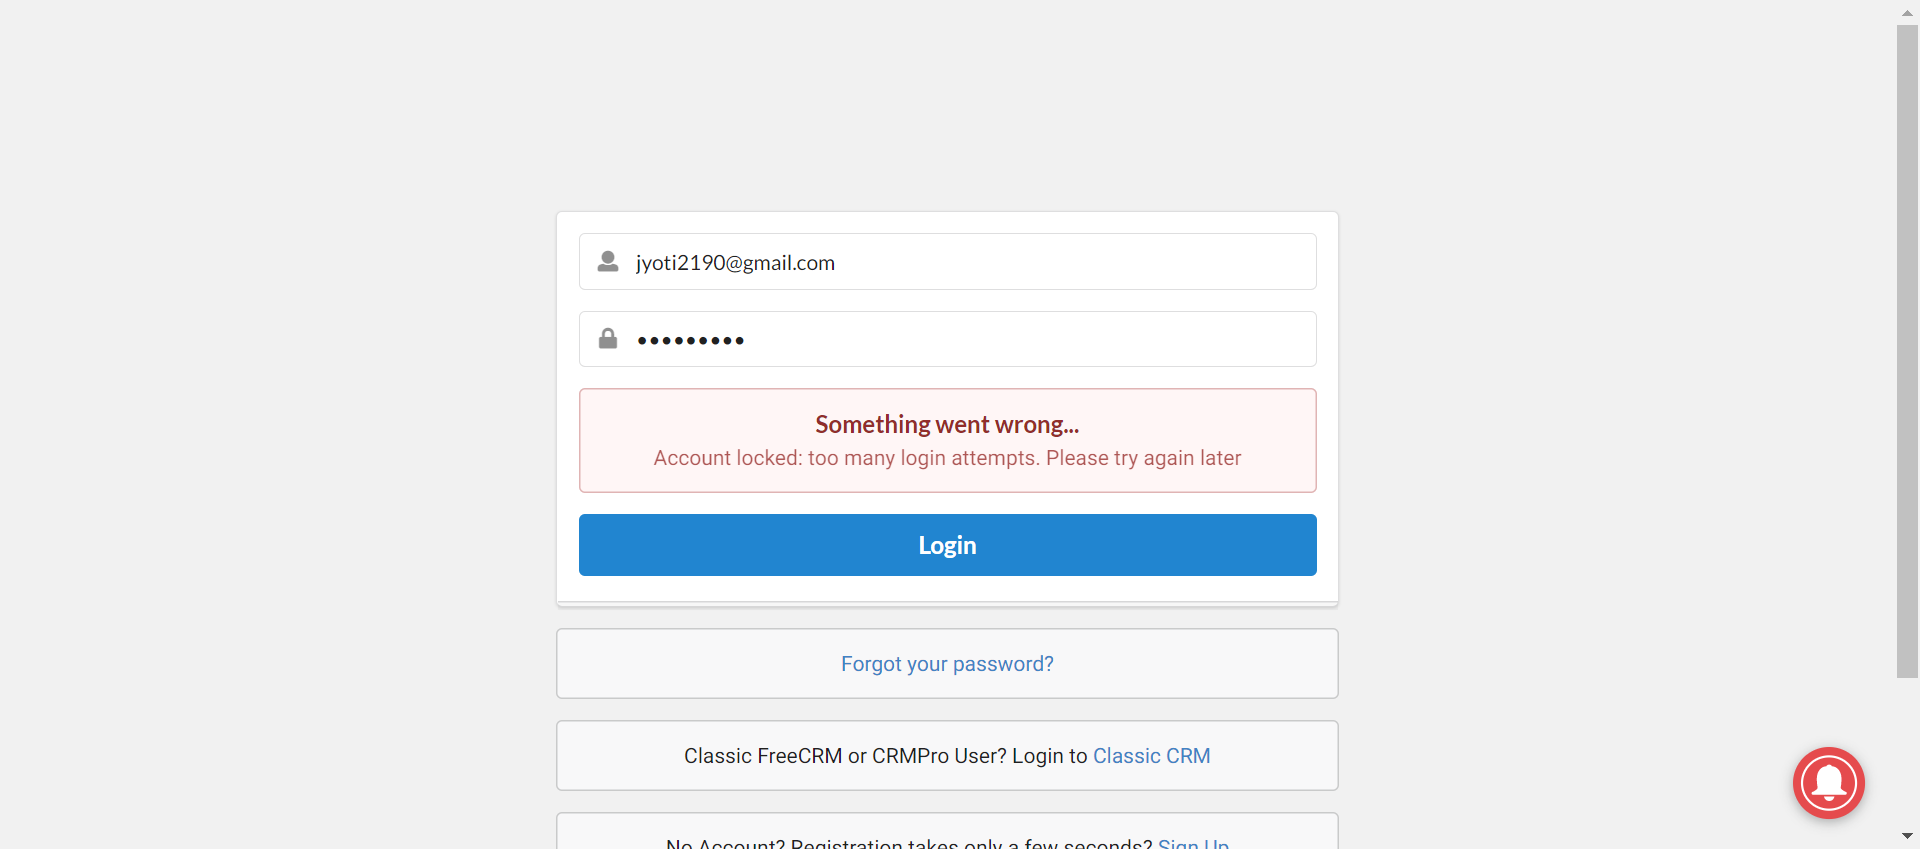 jyoti2190@gmail.com
•••••••••
Something went wrong...
Account locked: too many login attempts. Please try again later
Login
Forgot your password?
Classic FreeCRM or CRMPro User? Login to Classic CRM
No Account? Registration takes only a few seconds? Sign Up